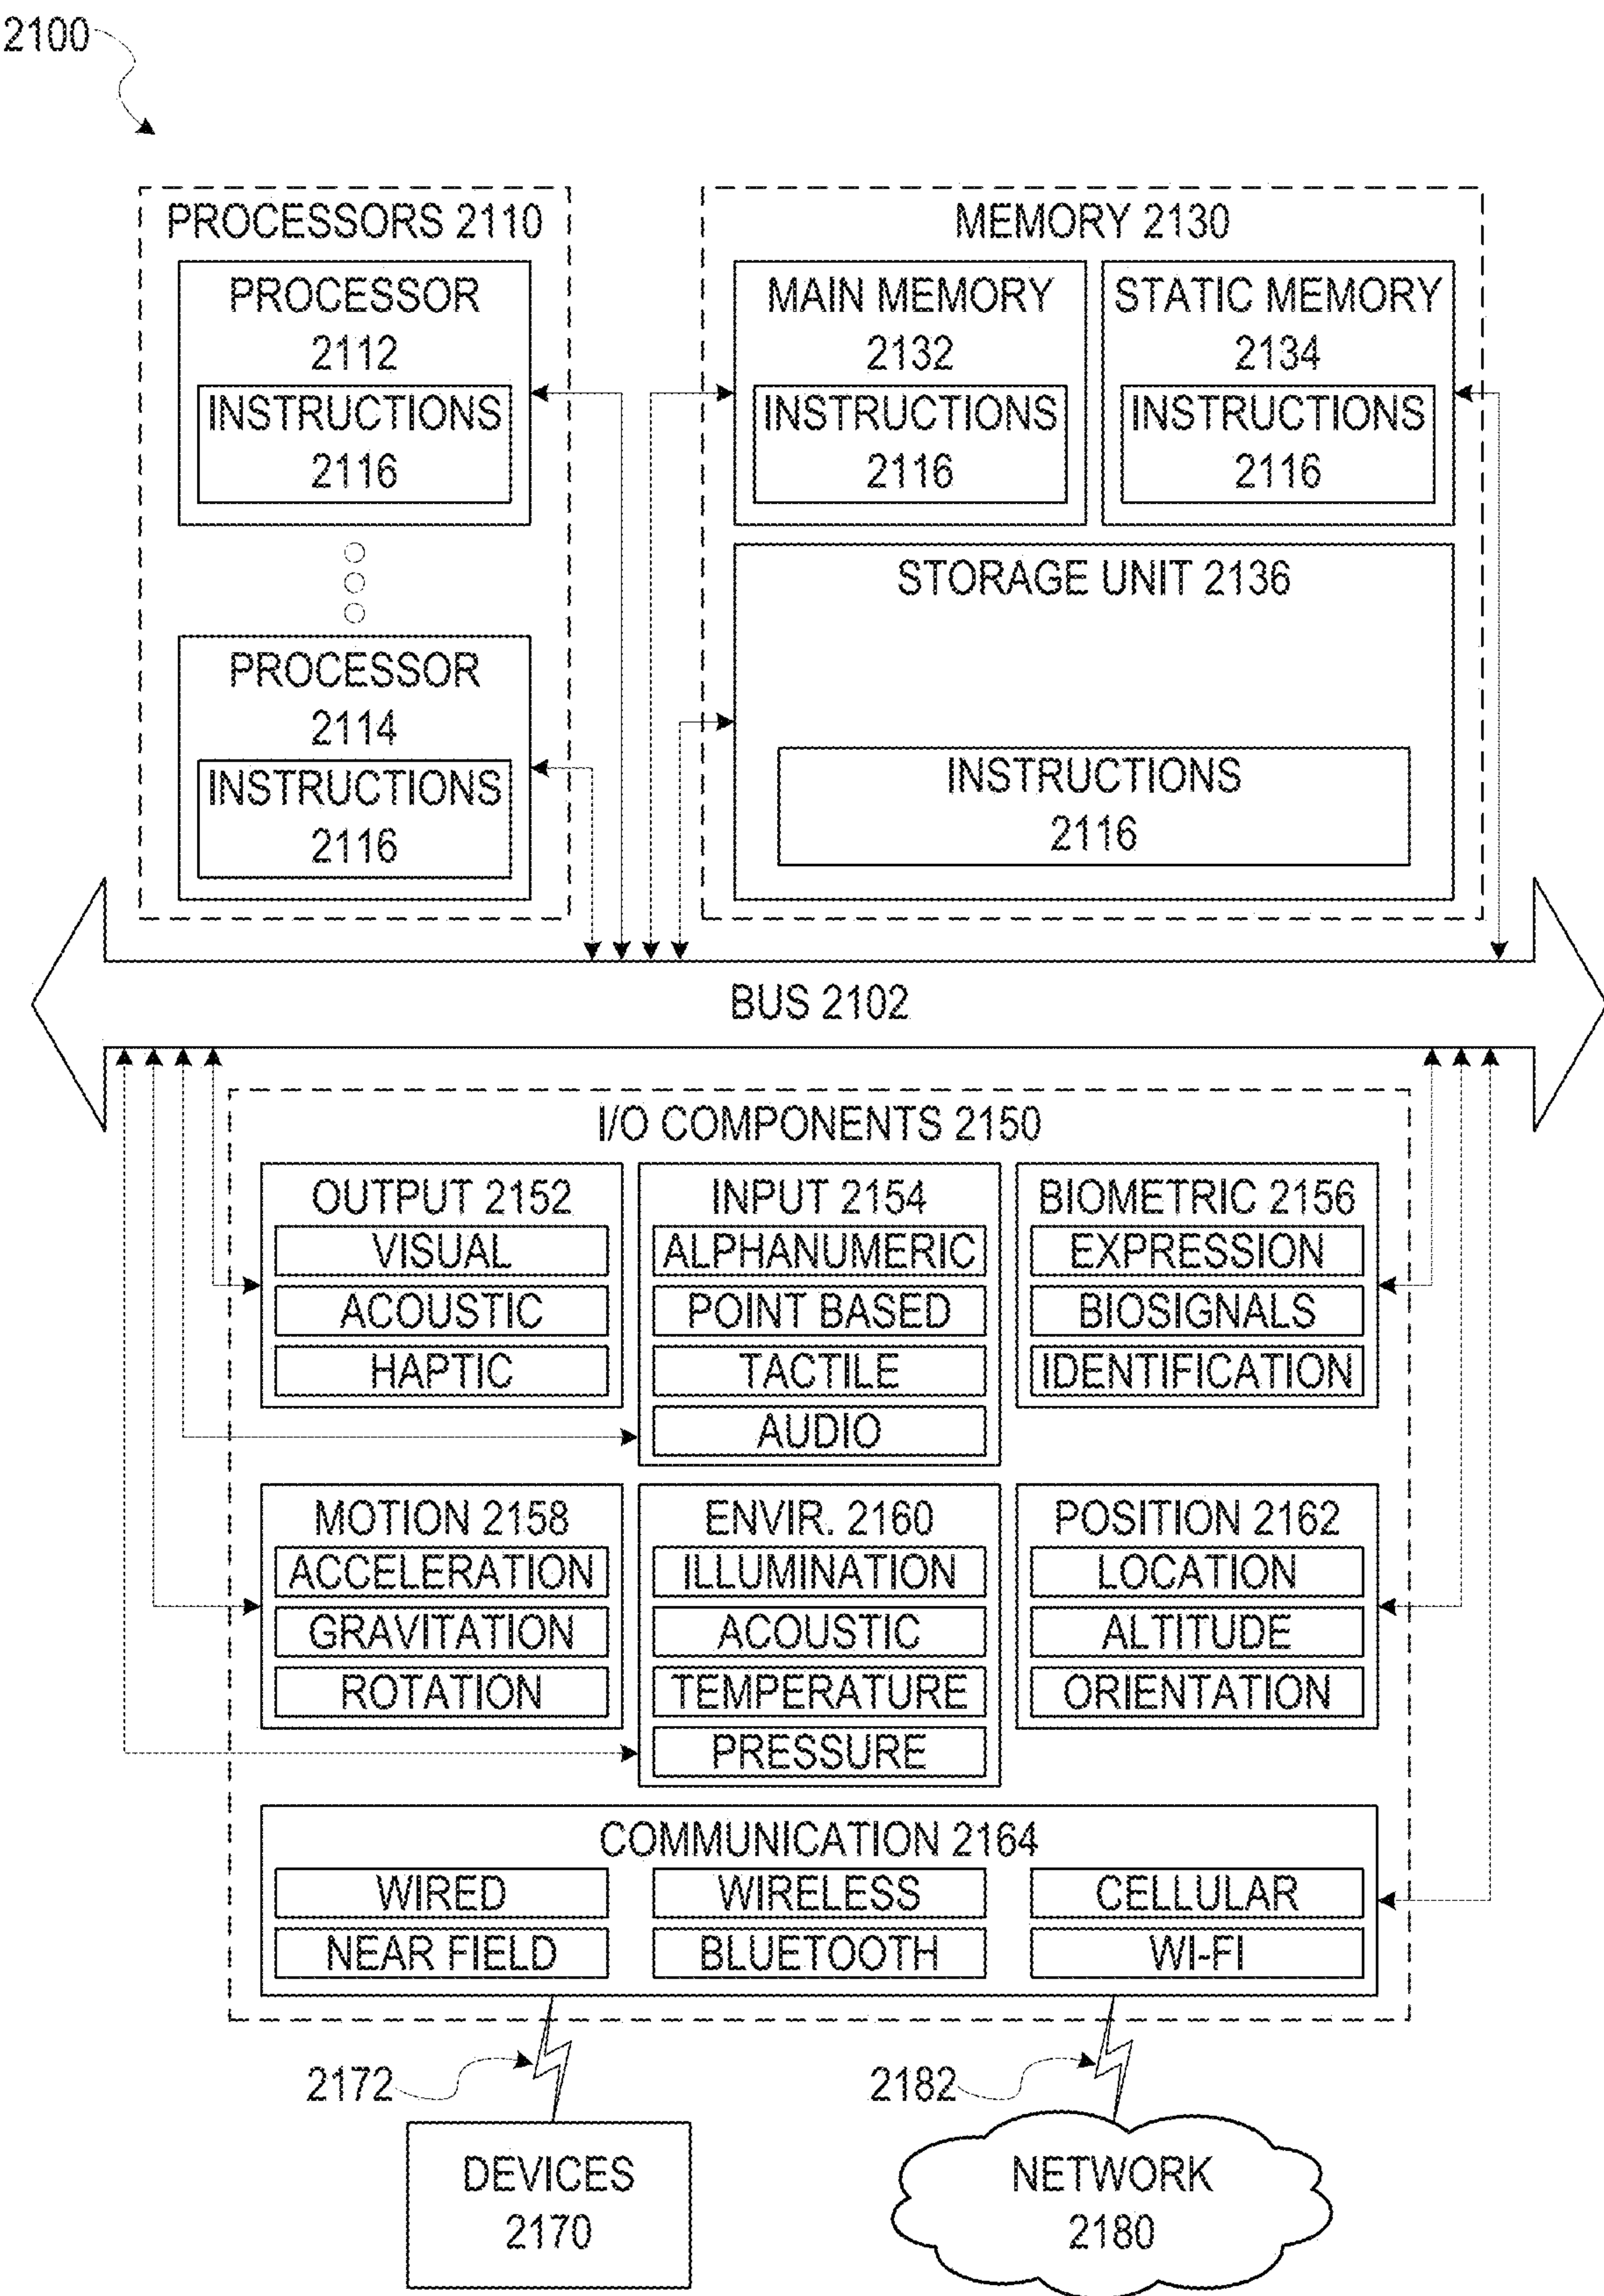 2100
PROCESSORS 2110
PROCESSOR
2112
INSTRUCTIONS
2116
PROCESSOR
2114
INSTRUCTIONS
2116
MEMORY 2130
MAIN MEMORY
2132
INSTRUCTIONS
2116
STATIC MEMORY
2134
INSTRUCTIONS
2116
STORAGE UNIT 2136
INSTRUCTIONS
2116
BUS 2102
I/O COMPONENTS 2150
OUTPUT 2152
VISUAL
ACOUSTIC
HAPTIC
INPUT 2154
ALPHANUMERIC
POINT BASED
TACTILE
AUDIO
BIOMETRIC 2156
EXPRESSION
BIOSIGNALS
IDENTIFICATION
MOTION 2158
ACCELERATION
GRAVITATION
ROTATION
ENVIR. 2160
ILLUMINATION
ACOUSTIC
TEMPERATURE
PRESSURE
POSITION 2162
LOCATION
ALTITUDE
ORIENTATION
COMMUNICATION 2164
WIRED
WIRELESS
CELLULAR
NEAR FIELD
BLUETOOTH
WI-FI
2172
2182
DEVICES
2170
NETWORK
2180